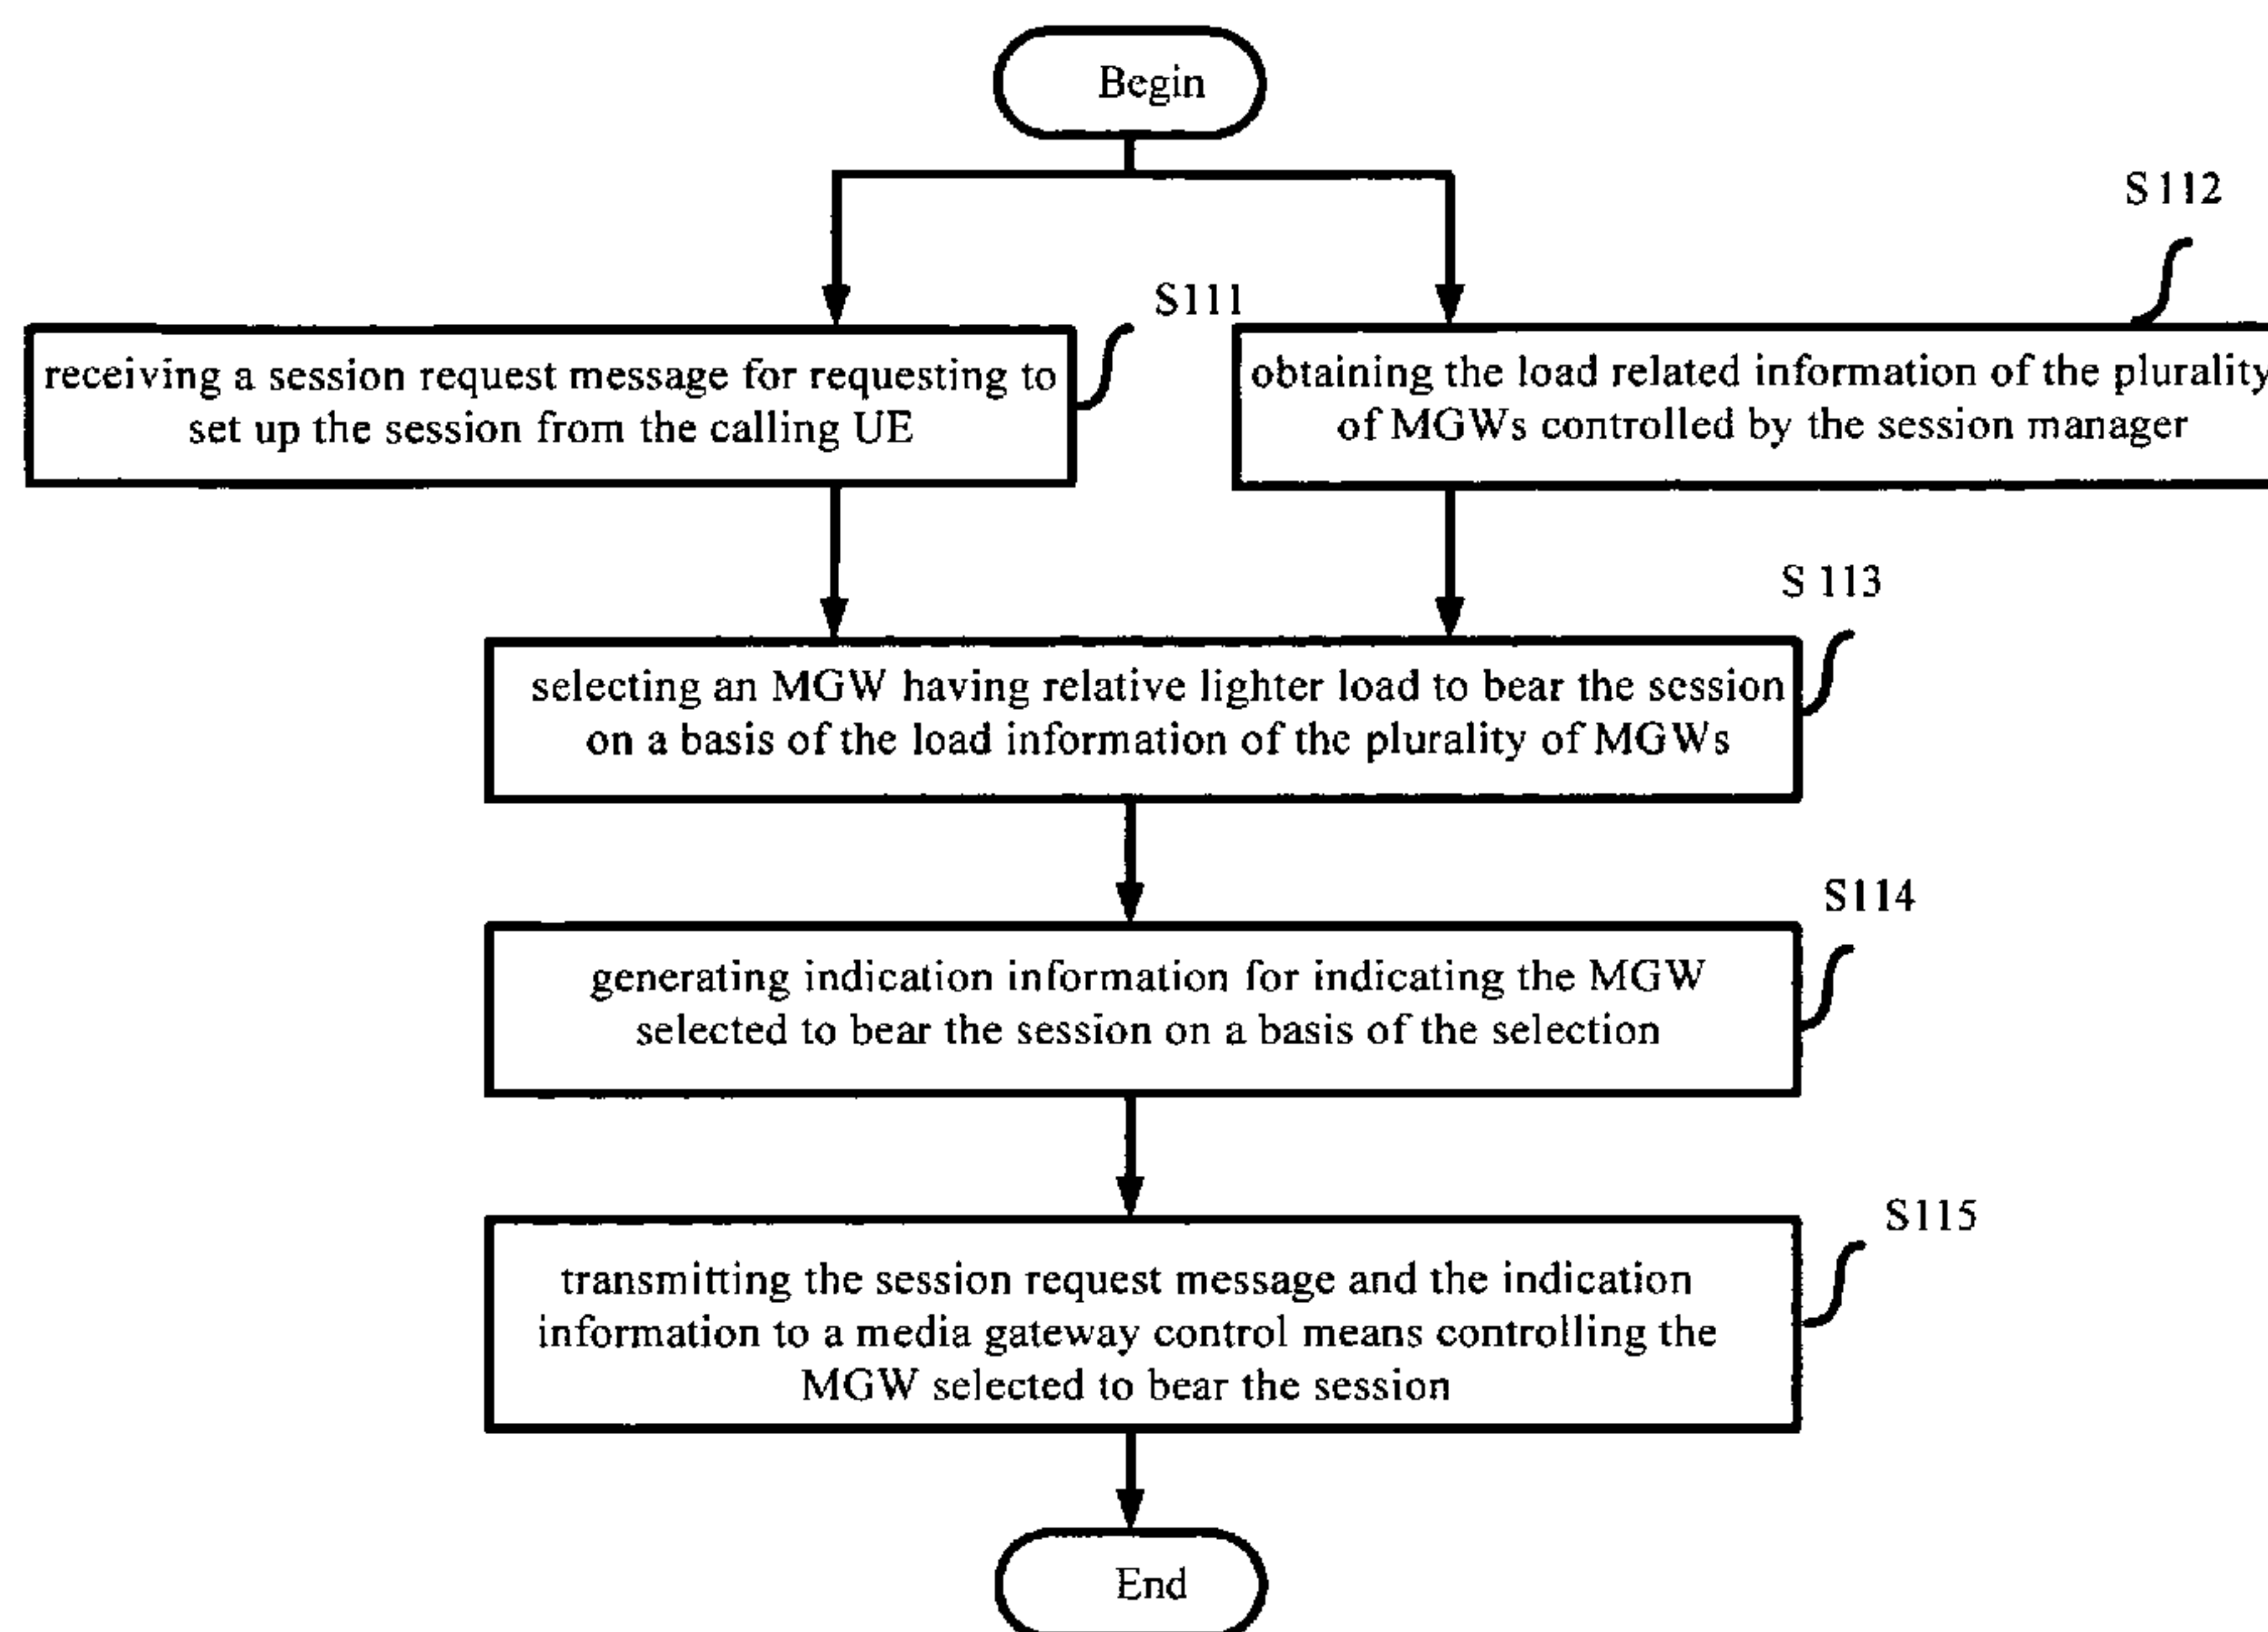 Begin
S 112
S111
receiving a session request message for requesting to
set up the session from the calling UE
obtaining the load related information of the plurality
of MGWs controlled by the session manager
S 113
selecting an MGW having relative lighter load to bear the session
on a basis of the load information of the plurality of MGWs
S114
generating indication information for indicating the MGW
selected to bear the session on a basis of the selection
S115
transmitting the session request message and the indication
information to a media gateway control means controlling the
MGW selected to bear the session
End